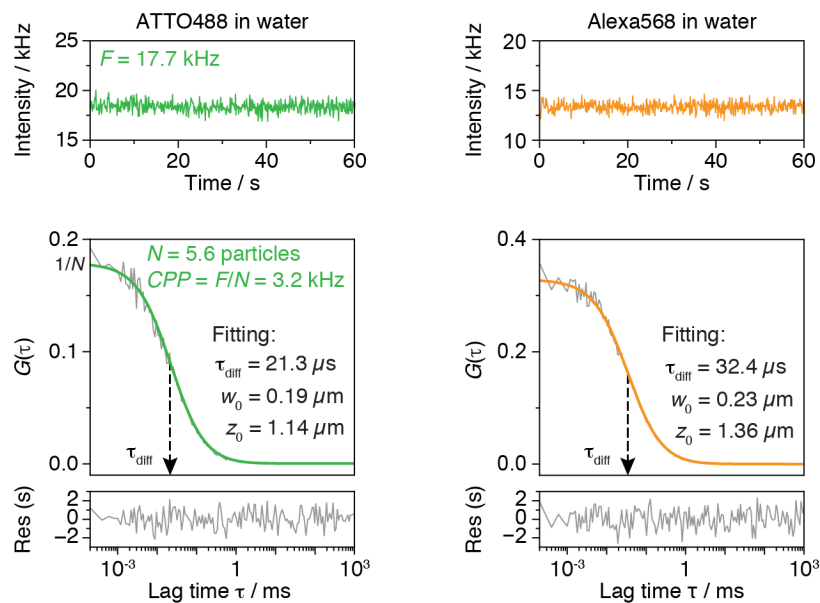 ATTO488 in water
Intensity / kHz
25
20
15
F = 17.7 kHz
0
20
40
60
Time / s
Alexa568 in water
Intensity / kHz
20
15
10
0
20
40
60
Time / s
G(τ)
0.2
1/N
0.1
0.0
N = 5.6 particles
CPP = F/N = 3.2 kHz
Fitting:
τdiff = 21.3 µs
w0 = 0.19 µm
z0 = 1.14 µm
τdiff
Res (s)
2
0
−2
10-3
1
103
Lag time τ / ms
G(τ)
0.4
0.2
0.0
Fitting:
τdiff = 32.4 µs
w0 = 0.23 µm
z0 = 1.36 µm
τdiff
Res (s)
2
0
−2
10-3
1
103
Lag time τ / ms